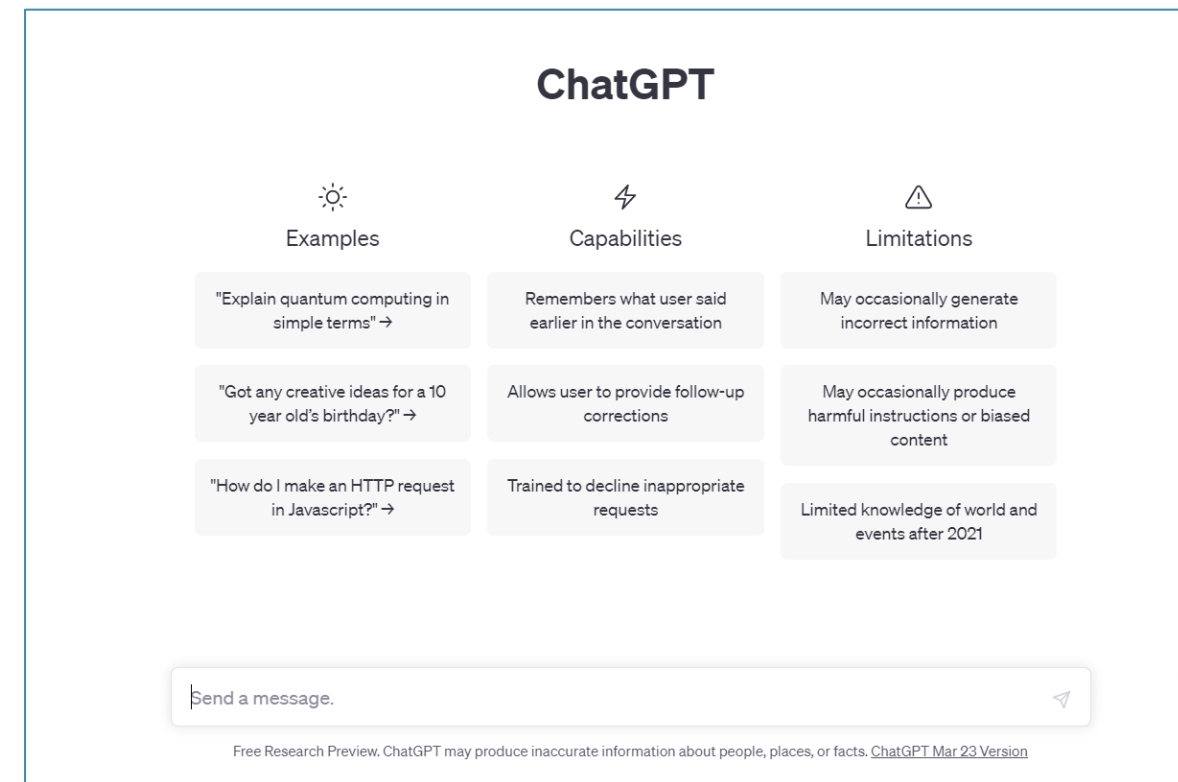 ChatGPT
Examples
"Explain quantum computing in
simple terms" →
"Got any creative ideas for a 10
year old's birthday?" →
"How do I make an HTTP request
in Javascript?" →
Capabilities
Remembers what user said
earlier in the conversation
Allows user to provide follow-up
corrections
Trained to decline inappropriate
requests
Limitations
May occasionally generate
incorrect information
May occasionally produce
harmful instructions or biased
content
Limited knowledge of world and
events after 2021
Send a message.
Free Research Preview. ChatGPT may produce inaccurate information about people, places, or facts. ChatGPT Mar 23 Version